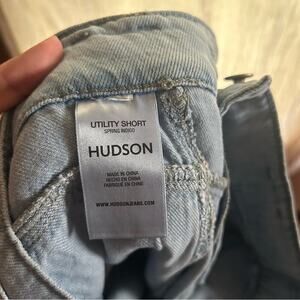 UTILITY SHORT
SPRING INDIGO
HUDSON
MADE IN CHINA
HECHO EN CHINA
FABRIQUÉ EN CHINE
WWW.HUDSONJEANS.COM